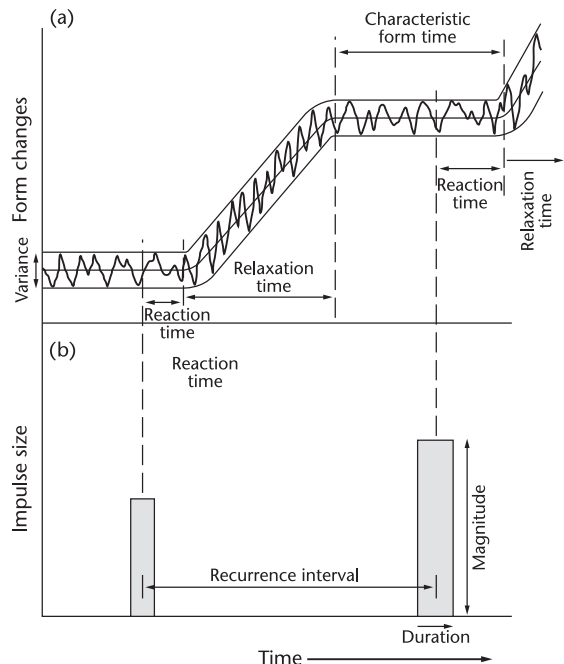 (a)
Characteristic
form time
Form changes
Variance
Reaction
time
Relaxation
time
Relaxation
time
Reaction
time
(b)
Reaction
time
Impulse size
Magnitude
Recurrence interval
Duration
Time